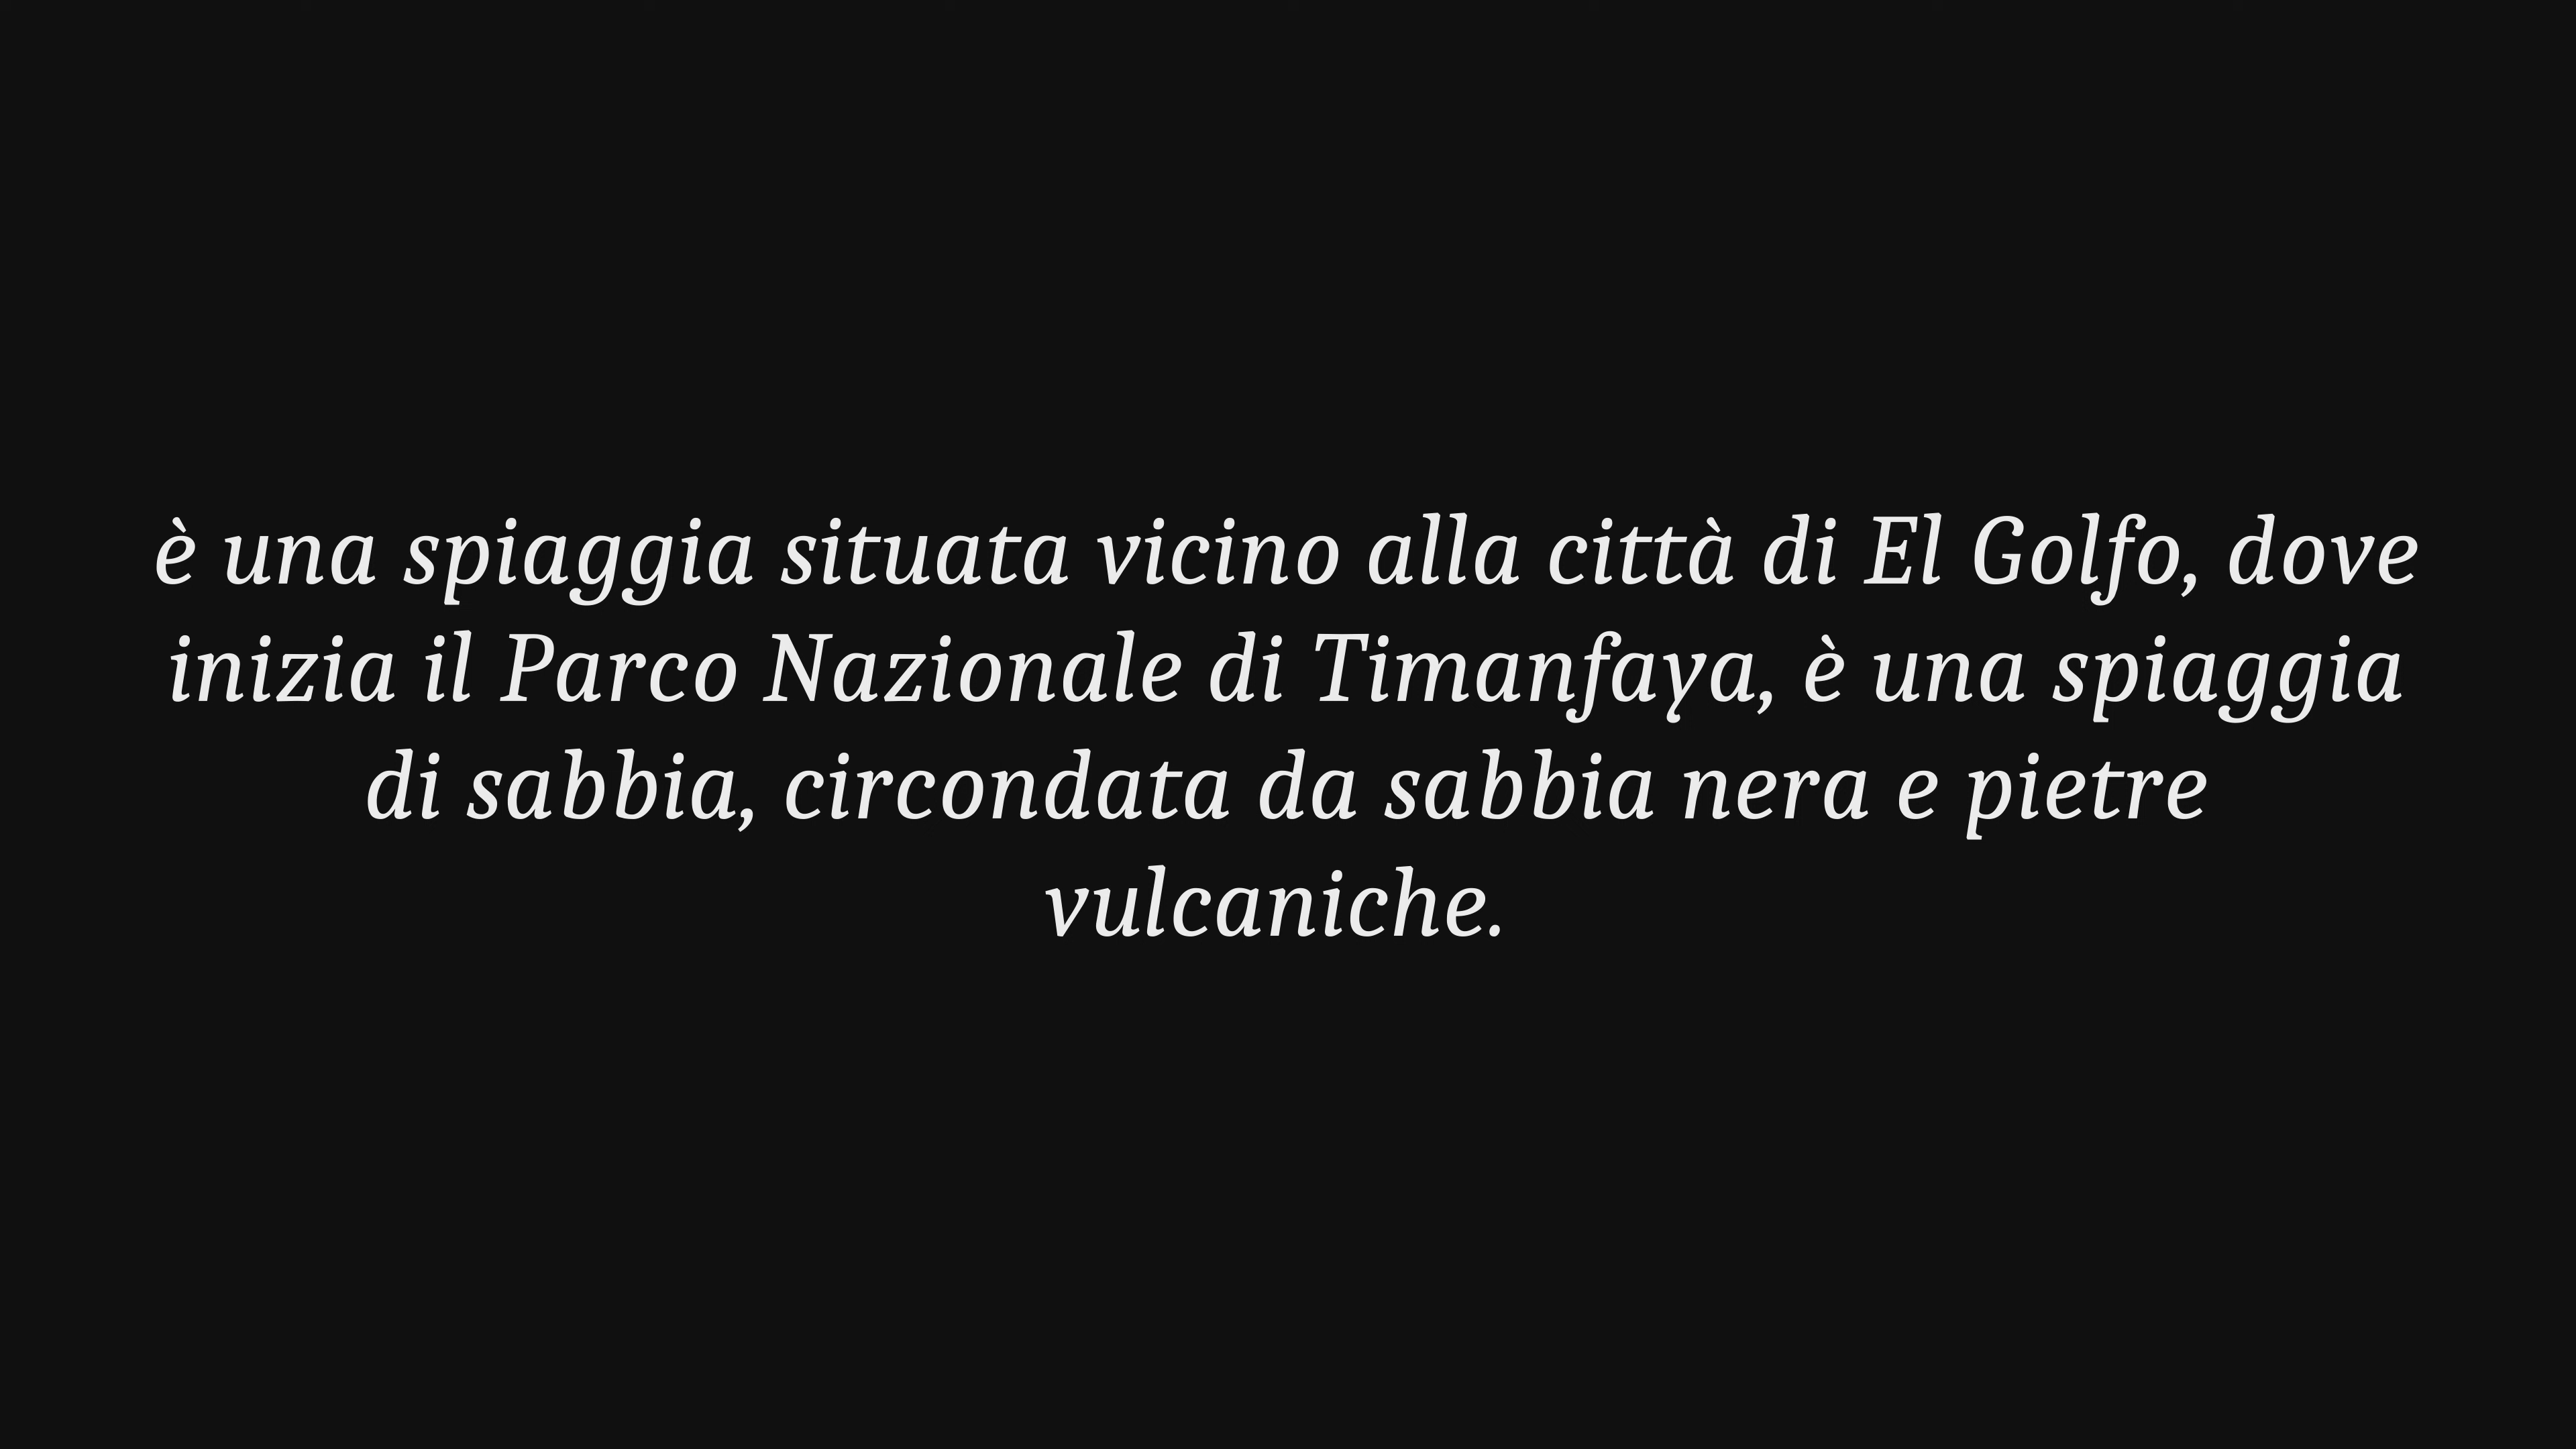 è una spiaggia situata vicino alla città di El Golfo, dove
inizia il Parco Nazionale di Timanfaya, è una spiaggia
di sabbia, circondata da sabbia nera e pietre
vulcaniche.